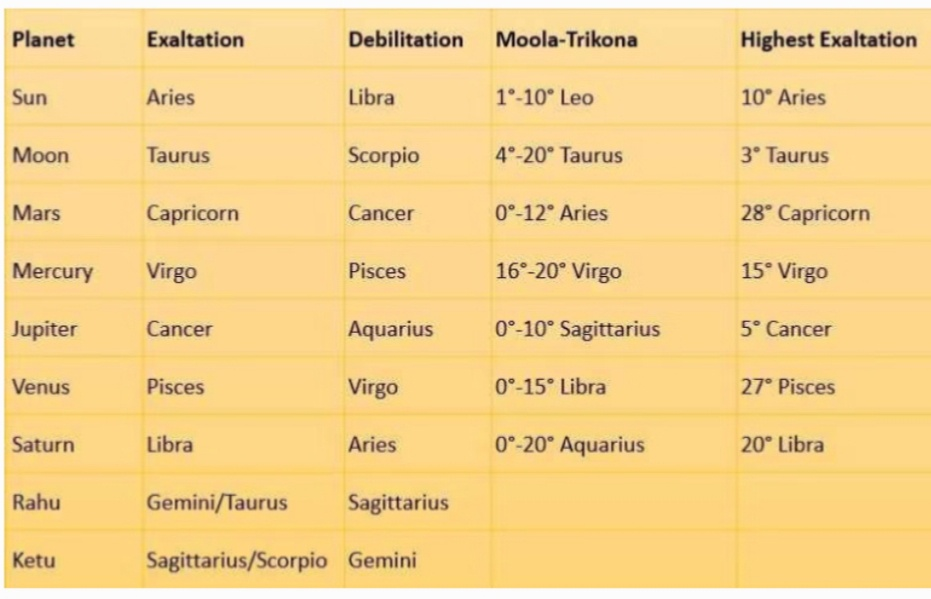 Planet Exaltation Debilitation Moola-Trikona Highest Exaltation
Sun Aries Libra 1°-10° Leo 10° Aries
Moon Taurus Scorpio 4°-20° Taurus 3° Taurus
Mars Capricorn Cancer 0°-12° Aries 28° Capricorn
Mercury Virgo Pisces 16°-20° Virgo 15° Virgo
Jupiter Cancer Aquarius 0°-10° Sagittarius 5° Cancer
Venus Pisces Virgo 0°-15° Libra 27° Pisces
Saturn Libra Aries 0°-20° Aquarius 20° Libra
Rahu Gemini/Taurus Sagittarius
Ketu Sagittarius/Scorpio Gemini